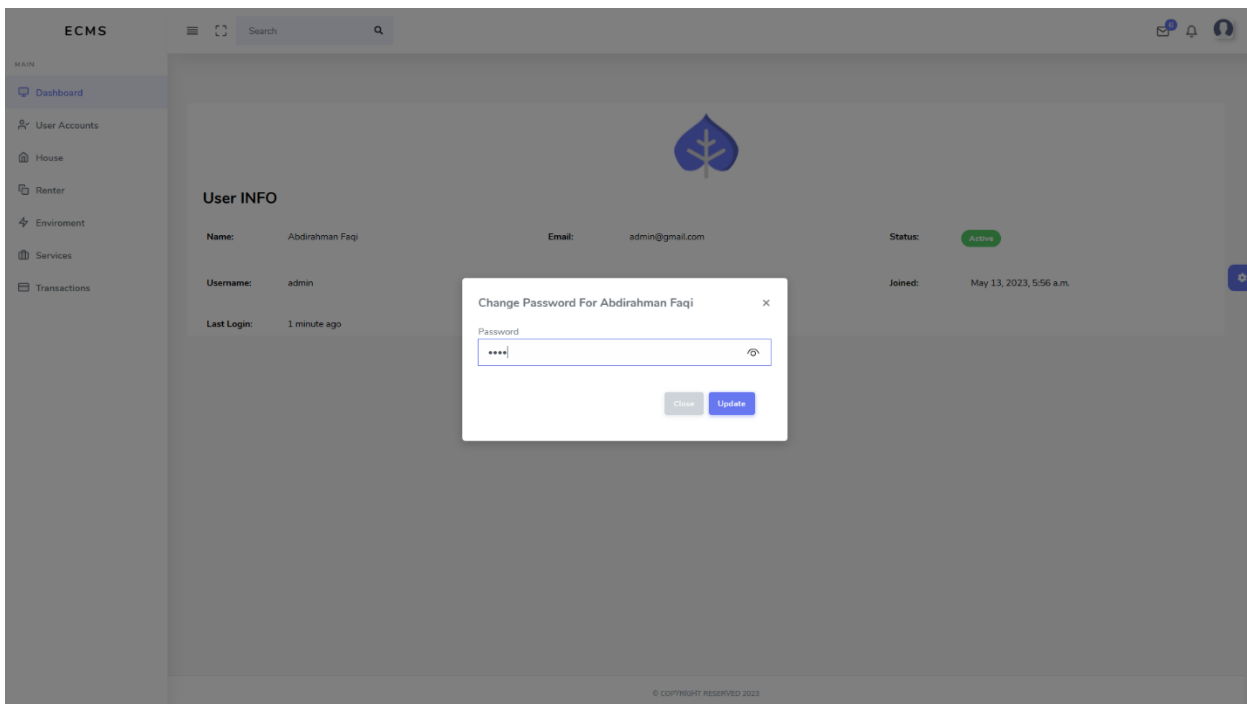 ECMS
Search
6
MAIN
Dashboard
User Accounts
House
Renter
Enviroment
Services
Transactions
User INFO
Name: Abdirahman Faqi Email: admin@gmail.com Status: Active
Username: admin Joined: May 13, 2023, 5:56 a.m.
Last Login: 1 minute ago
Change Password For Abdirahman Faqi ×
Password
••••
Close Update
© COPYRIGHT RESERVED 2023